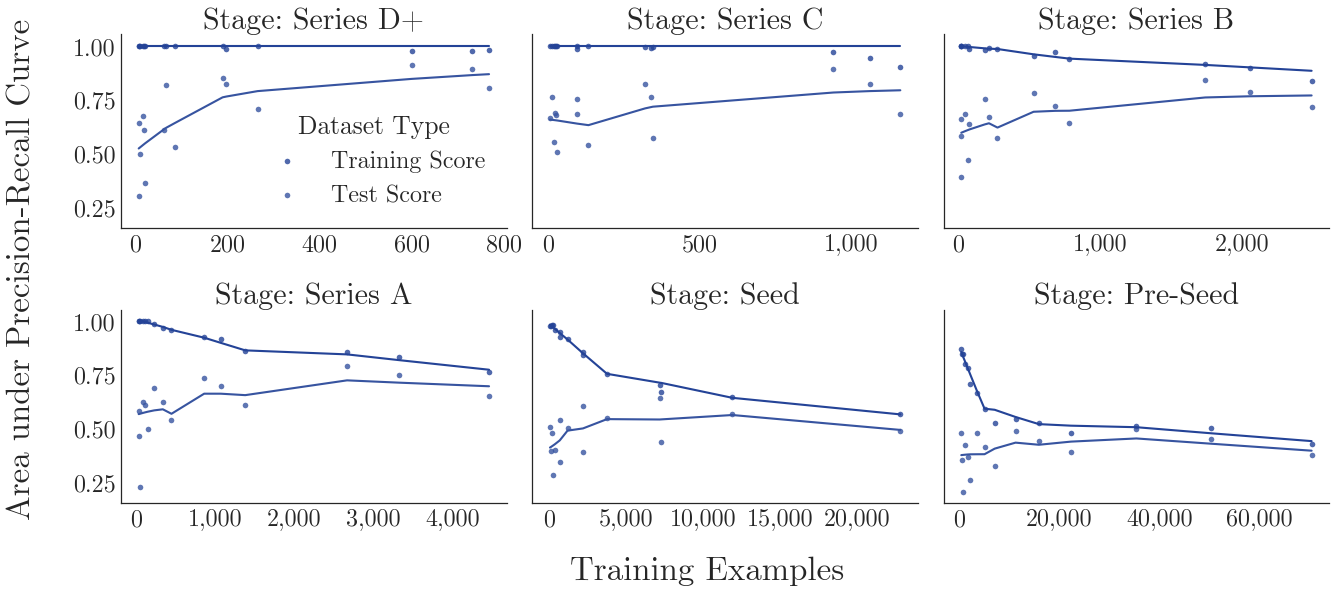 Area under Precision-Recall Curve
Stage: Series D+
1.00
0.75
0.50
0.25
Dataset Type
Training Score
Test Score
0 200 400 600 800
Stage: Series C
0 500 1,000
Stage: Series B
0 1,000 2,000
Stage: Series A
1.00
0.75
0.50
0.25
0 1,000 2,000 3,000 4,000
Stage: Seed
0 5,000 10,000 15,000 20,000
Stage: Pre-Seed
0 20,000 40,000 60,000
Training Examples